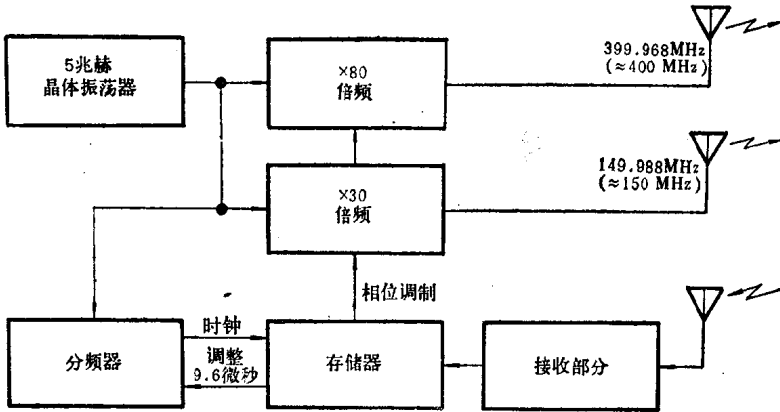 5兆赫
晶体振荡器
×80
倍频
399.968MHz
(≈400 MHz)
×30
倍频
149.988MHz
(≈150 MHz)
相位调制
分频器
时钟
调整
9.6微秒
存储器
接收部分